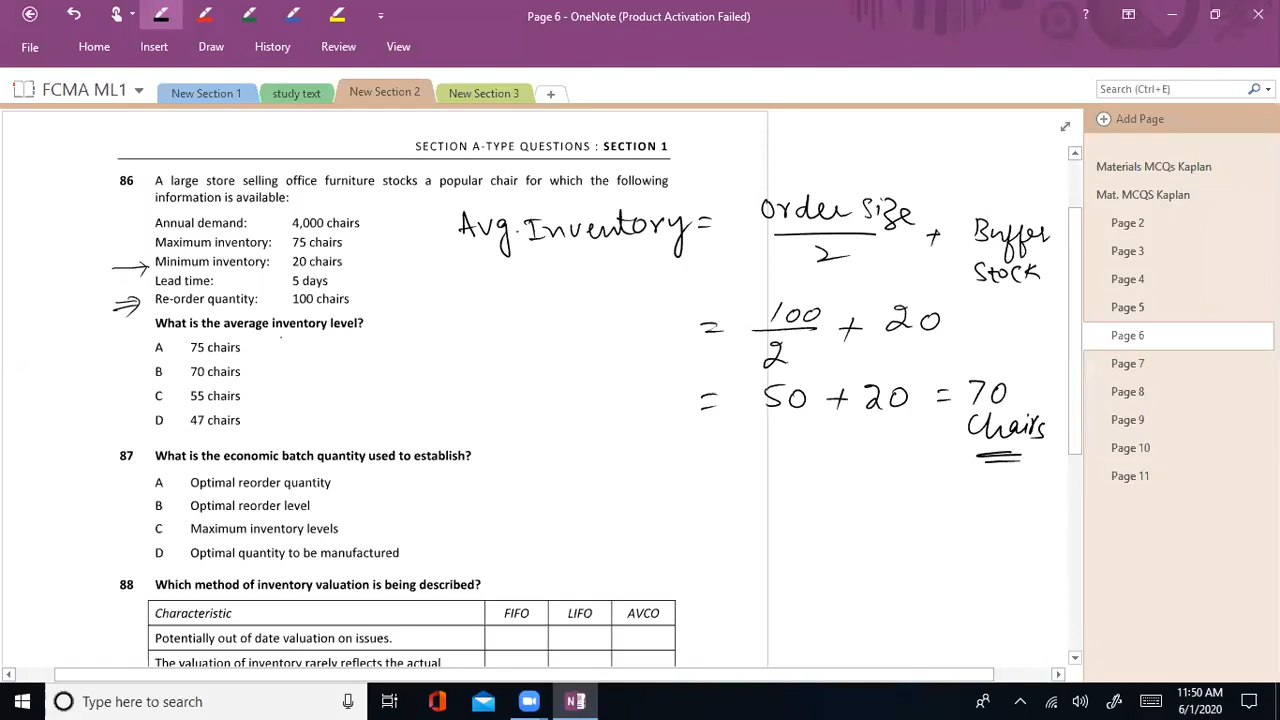 Page 6 - OneNote (Product Activation Failed)
?
File Home Insert Draw History Review View
FCMA ML1 New Section 1 study text New Section 2 New Section 3 +
Search (Ctrl+E)
Add Page
Materials MCQs Kaplan
Mat. MCQS Kaplan
Page 2
Page 3
Page 4
Page 5
Page 6
Page 7
Page 8
Page 9
Page 10
Page 11
SECTION A-TYPE QUESTIONS : SECTION 1
86 A large store selling office furniture stocks a popular chair for which the following
information is available:
Annual demand: 4,000 chairs
Maximum inventory: 75 chairs
Minimum inventory: 20 chairs
Lead time: 5 days
Re-order quantity: 100 chairs
What is the average inventory level?
A 75 chairs
B 70 chairs
C 55 chairs
D 47 chairs
Avg. Inventory = Order Size / 2 + Buffer
Stock
= 100 / 2 + 20
= 50 + 20 = 70
Chairs
87 What is the economic batch quantity used to establish?
A Optimal reorder quantity
B Optimal reorder level
C Maximum inventory levels
D Optimal quantity to be manufactured
88 Which method of inventory valuation is being described?
Characteristic FIFO LIFO AVCO
Potentially out of date valuation on issues.
The valuation of inventory rarely reflects the actual
Type here to search
11:50 AM
6/1/2020